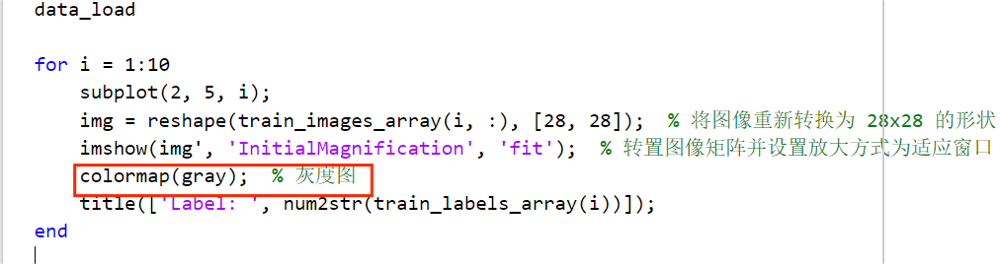 data_load
for i = 1:10
subplot(2, 5, i);
img = reshape(train_images_array(i, :), [28, 28]);  % 将图像重新转换为 28x28 的形状
imshow(img', 'InitialMagnification', 'fit');  % 转置图像矩阵并设置放大方式为适应窗口
colormap(gray);  % 灰度图
title(['Label: ', num2str(train_labels_array(i))]);
end